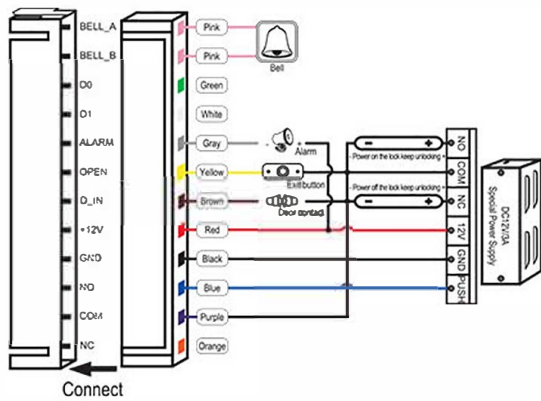 BELL_A
BELL_B
D0
D1
ALARM
OPEN
D_IN
+12V
GND
NO
COM
NC
Connect
Pink
Pink
Green
White
Gray
Yellow
Brown
Red
Black
Blue
Purple
Orange
Bell
- +
Alarm
Exit button
Door contact
- +
- Power on the lock keep unlocking +
- Power off the lock keep unlocking +
- +
NO
COM
NC
12V
GND
PUSH
DC12V/3A
Special Power Supply